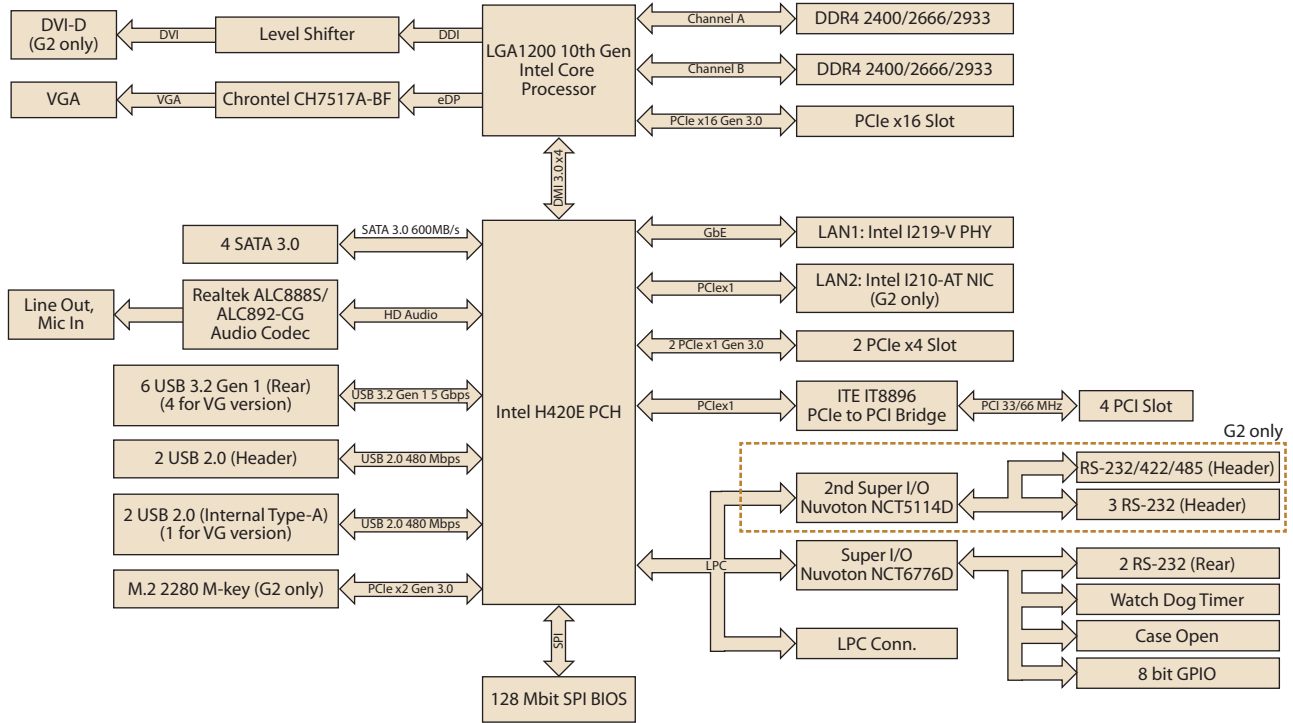 DVI-D
(G2 only)
DVI
Level Shifter
DDI
VGA
VGA
Chrontel CH7517A-BF
eDP
LGA1200 10th Gen
Intel Core
Processor
Channel A
DDR4 2400/2666/2933
Channel B
DDR4 2400/2666/2933
PCIe x16 Gen 3.0
PCIe x16 Slot
DMI 3.0 x4
4 SATA 3.0
SATA 3.0 600MB/s
Line Out,
Mic In
Realtek ALC888S/
ALC892-CG
Audio Codec
HD Audio
6 USB 3.2 Gen 1 (Rear)
(4 for VG version)
USB 3.2 Gen 1 5 Gbps
2 USB 2.0 (Header)
USB 2.0 480 Mbps
2 USB 2.0 (Internal Type-A)
(1 for VG version)
USB 2.0 480 Mbps
M.2 2280 M-key (G2 only)
PCIe x2 Gen 3.0
Intel H420E PCH
SPI
128 Mbit SPI BIOS
GbE
LAN1: Intel I219-V PHY
PCIex1
LAN2: Intel I210-AT NIC
(G2 only)
2 PCIe x1 Gen 3.0
2 PCIe x4 Slot
PCIex1
ITE IT8896
PCIe to PCI Bridge
PCI 33/66 MHz
4 PCI Slot
G2 only
2nd Super I/O
Nuvoton NCT5114D
RS-232/422/485 (Header)
3 RS-232 (Header)
LPC
Super I/O
Nuvoton NCT6776D
2 RS-232 (Rear)
Watch Dog Timer
Case Open
8 bit GPIO
LPC Conn.